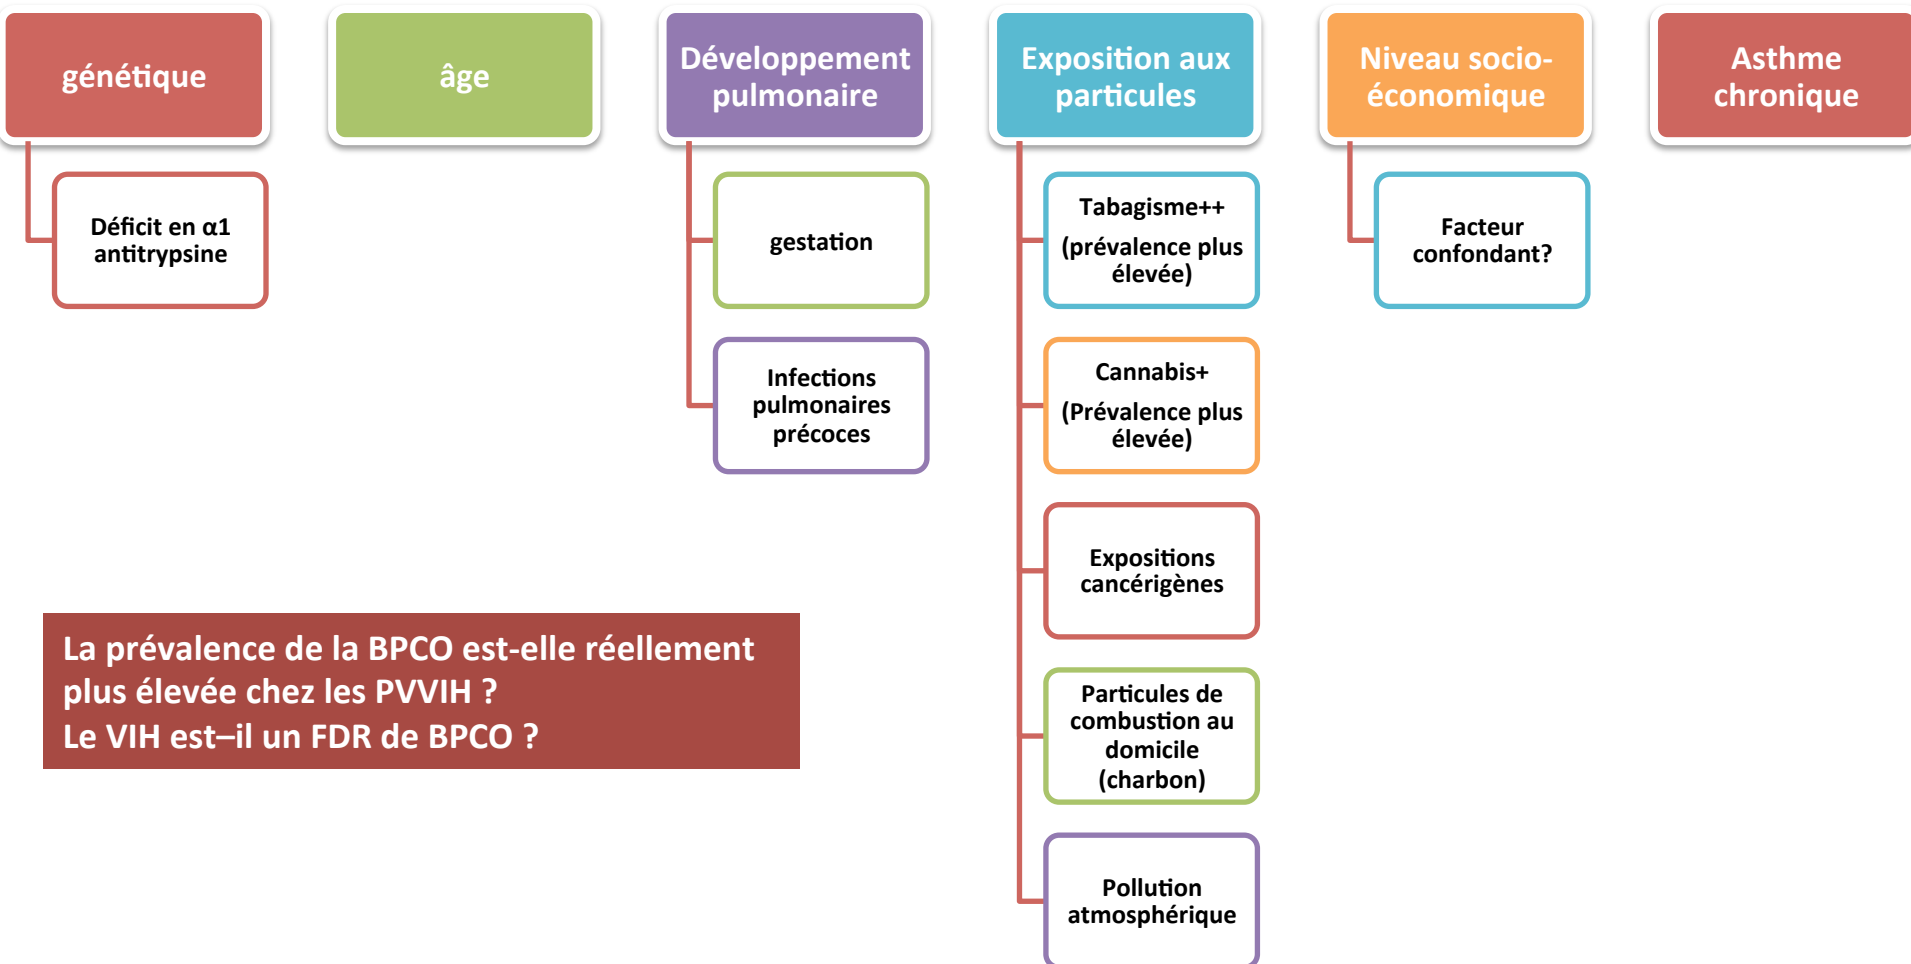 génétique
âge
Développement
pulmonaire
Exposition aux
particules
Niveau socio-
économique
Asthme
chronique
Déficit en α1
antitrypsine
gestation
Infections
pulmonaires
précoces
Tabagisme++
(prévalence plus
élevée)
Cannabis+
(Prévalence plus
élevée)
Expositions
cancérigènes
Particules de
combustion au
domicile
(charbon)
Pollution
atmosphérique
Facteur
confondant?
La prévalence de la BPCO est-elle réellement
plus élevée chez les PVVIH ?
Le VIH est–il un FDR de BPCO ?